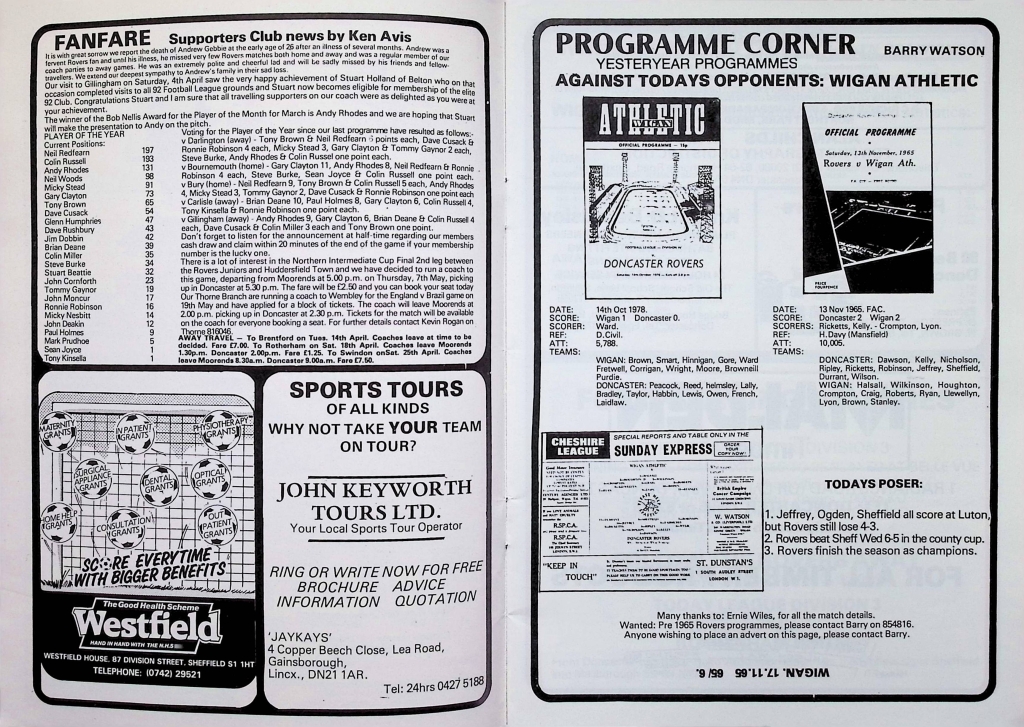 FANFARE Supporters Club news by Ken Avis
It is with great sorrow we report the death of Andrew Gebbie at the early age of 26 after an illness of several months. Andrew was a
fervent Rovers fan and until his illness, he missed very few Rovers matches both home and away and was a regular member of our
coach parties to away games. He was an extremely polite and cheerful lad and will be sadly missed by his friends and fellow-
travellers. We extend our deepest sympathy to Andrew's family in their sad loss.
Our visit to Gillingham on Saturday, 4th April saw the very happy achievement of Stuart Holland of Belton who on that
occasion completed visits to all 92 Football League grounds and Stuart now becomes eligible for membership of the elite
92 Club. Congratulations Stuart and I am sure that all travelling supporters on our coach were as delighted as you were at
your achievement.
The winner of the Bob Nellis Award for the Player of the Month for March is Andy Rhodes and we are hoping that Stuart
will make the presentation to Andy on the pitch.
PLAYER OF THE YEAR
Current Positions:
Neil Redfearn 197
Colin Russell 193
Andy Rhodes 131
Neil Woods 98
Micky Stead 91
Gary Clayton 73
Tony Brown 65
Dave Cusack 54
Glenn Humphries 47
Dave Rushbury 43
Jim Dobbin 42
Brian Deane 39
Colin Miller 35
Steve Burke 34
Stuart Beattie 32
John Cornforth 23
Tommy Gaynor 19
John Moncur 17
Ronnie Robinson 16
Micky Nesbitt 14
John Deakin 12
Paul Holmes 9
Mark Prudhoe 5
Sean Joyce 1
Tony Kinsella 1
Voting for the Player of the Year since our last programme have resulted as follows:-
v Darlington (away) - Tony Brown & Neil Redfearn 5 points each, Dave Cusack &
Ronnie Robinson 4 each, Micky Stead 3, Gary Clayton & Tommy Gaynor 2 each,
Steve Burke, Andy Rhodes & Colin Russel one point each.
v Bournemouth (home) - Gary Clayton 11, Andy Rhodes 8, Neil Redfearn & Ronnie
Robinson 4 each, Steve Burke, Sean Joyce & Colin Russell one point each.
v Bury (home) - Neil Redfearn 9, Tony Brown & Colin Russell 5 each, Andy Rhodes
4, Micky Stead 3, Tommy Gaynor 2, Dave Cusack & Ronnie Robinson one point each
v Carlisle (away) - Brian Deane 10, Paul Holmes 8, Gary Clayton 6, Colin Russell 4,
Tony Kinsella & Ronnie Robinson one point each.
v Gillingham (away) - Andy Rhodes 9, Gary Clayton 6, Brian Deane & Colin Russell 4
each, Dave Cusack & Colin Miller 3 each and Tony Brown one point.
Don't forget to listen for the announcement at half-time regarding our members
cash draw and claim within 20 minutes of the end of the game if your membership
number is the lucky one.
There is a lot of interest in the Northern Intermediate Cup Final 2nd leg between
the Rovers Juniors and Huddersfield Town and we have decided to run a coach to
this game, departing from Moorends at 5.00 p.m. on Thursday, 7th May, picking
up in Doncaster at 5.30 p.m. The fare will be £2.50 and you can book your seat today
Our Thorne Branch are running a coach to Wembley for the England v Brazil game on
19th May and have applied for a block of tickets. The coach will leave Moorends at
2.00 p.m. picking up in Doncaster at 2.30 p.m. Tickets for the match will be available
on the coach for everyone booking a seat. For further details contact Kevin Rogan on
Thorne 816046.
AWAY TRAVEL — To Brentford on Tues. 14th April. Coaches leave at time to be
decided. Fare £7.00. To Rotherham on Sat. 18th April. Coaches leave Moorends
1.30p.m. Doncaster 2.00p.m. Fare £1.25. To Swindon onSat. 25th April. Coaches
leave Moorends 8.30a.m. Doncaster 9.00a.m. Fare £7.50.
MATERNITY GRANTS
IN PATIENT GRANTS
PHYSIOTHERAPY GRANTS
SURGICAL APPLIANCE GRANTS
DENTAL GRANTS
OPTICAL GRANTS
HOME HELP GRANTS
CONSULTATION GRANTS
OUT PATIENT GRANTS
SCORE EVERYTIME
WITH BIGGER BENEFITS
The Good Health Scheme
Westfield
HAND IN HAND WITH THE N.H.S
WESTFIELD HOUSE, 87 DIVISION STREET, SHEFFIELD S1 1HT
TELEPHONE: (0742) 29521
SPORTS TOURS
OF ALL KINDS
WHY NOT TAKE YOUR TEAM
ON TOUR?
JOHN KEYWORTH
TOURS LTD.
Your Local Sports Tour Operator
RING OR WRITE NOW FOR FREE
BROCHURE ADVICE
INFORMATION QUOTATION
'JAYKAYS'
4 Copper Beech Close, Lea Road,
Gainsborough,
Lincx., DN21 1AR.
Tel: 24hrs 0427 5188
PROGRAMME CORNER BARRY WATSON
YESTERYEAR PROGRAMMES
AGAINST TODAYS OPPONENTS: WIGAN ATHLETIC
ATHLETIC
WIGAN
OFFICIAL PROGRAMME — 15p
DONCASTER ROVERS
OFFICIAL PROGRAMME
Saturday, 13th November, 1965
Rovers v Wigan Ath.
PRICE
FOURPENCE
DATE: 14th Oct 1978.
SCORE: Wigan 1 Doncaster 0.
SCORER: Ward.
REF: D.Civil.
ATT: 5,788.
TEAMS:
WIGAN: Brown, Smart, Hinnigan, Gore, Ward
Fretwell, Corrigan, Wright, Moore, Browneill
Purdie.
DONCASTER: Peacock, Reed, helmsley, Lally,
Bradley, Taylor, Habbin, Lewis, Owen, French,
Laidlaw.
DATE: 13 Nov 1965. FAC.
SCORE: Doncaster 2 Wigan 2
SCORERS: Ricketts, Kelly. - Crompton, Lyon.
REF: H.Davy (Mansfield)
ATT: 10,005.
TEAMS:
DONCASTER: Dawson, Kelly, Nicholson,
Ripley, Ricketts, Robinson, Jeffrey, Sheffield,
Durrant, Wilson.
WIGAN: Halsall, Wilkinson, Houghton,
Crompton, Craig, Roberts, Ryan, Llewellyn,
Lyon, Brown, Stanley.
CHESHIRE
LEAGUE
SPECIAL REPORTS AND TABLE ONLY IN THE
SUNDAY EXPRESS
ORDER
YOUR
COPY NOW!
WIGAN ATHLETIC
British Empire
Cancer Campaign
R.S.P.C.A.
R.S.P.C.A.
W. WATSON
DONCASTER ROVERS
"KEEP IN
TOUCH"
ST. DUNSTAN'S
1 SOUTH AUDLEY STREET
LONDON W1.
TODAYS POSER:
1. Jeffrey, Ogden, Sheffield all score at Luton,
but Rovers still lose 4-3.
2. Rovers beat Sheff Wed 6-5 in the county cup.
3. Rovers finish the season as champions.
Many thanks to: Ernie Wiles, for all the match details.
Wanted: Pre 1965 Rovers programmes, please contact Barry on 854816.
Anyone wishing to place an advert on this page, please contact Barry.
WIGAN. 17.11.65 65/6.